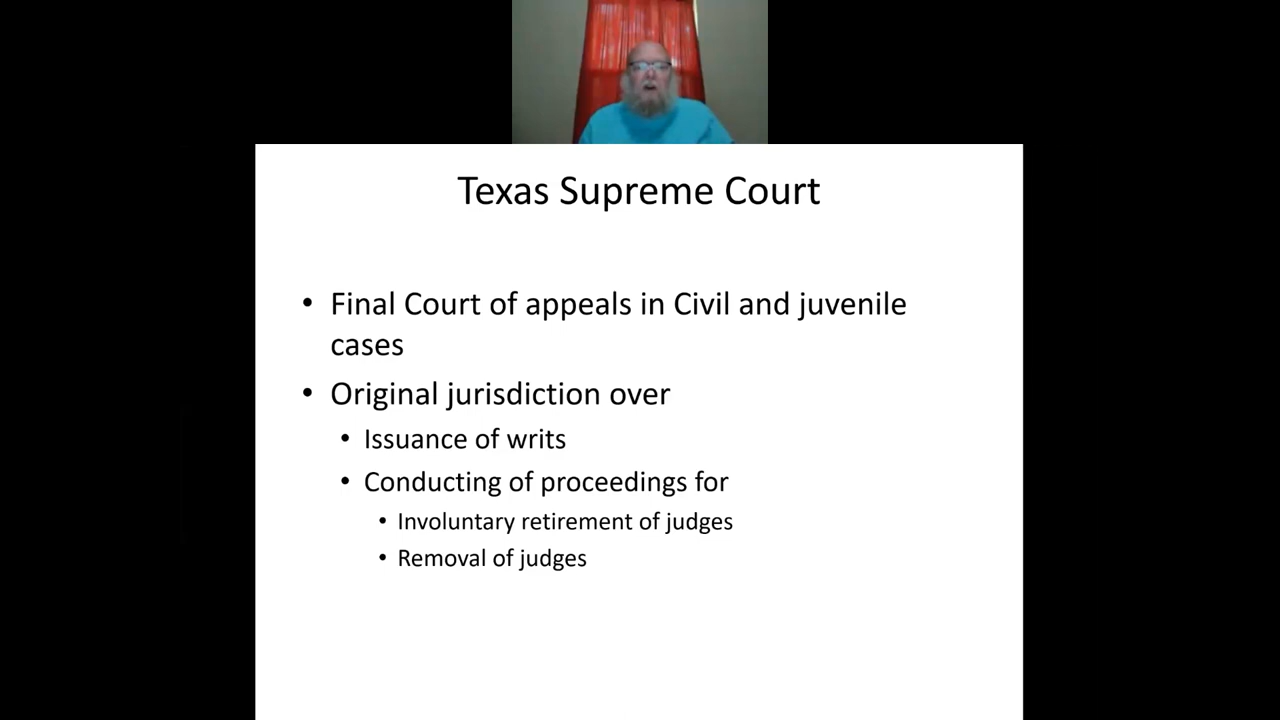 Texas Supreme Court
• Final Court of appeals in Civil and juvenile
cases
• Original jurisdiction over
• Issuance of writs
• Conducting of proceedings for
• Involuntary retirement of judges
• Removal of judges